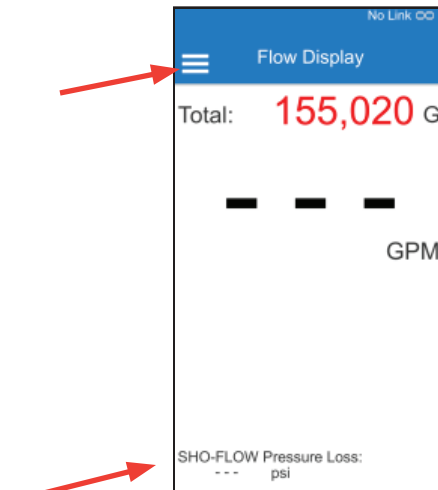 No Link
Flow Display
Total: 155,020 G
- - -
GPM
SHO-FLOW Pressure Loss:
- - - psi